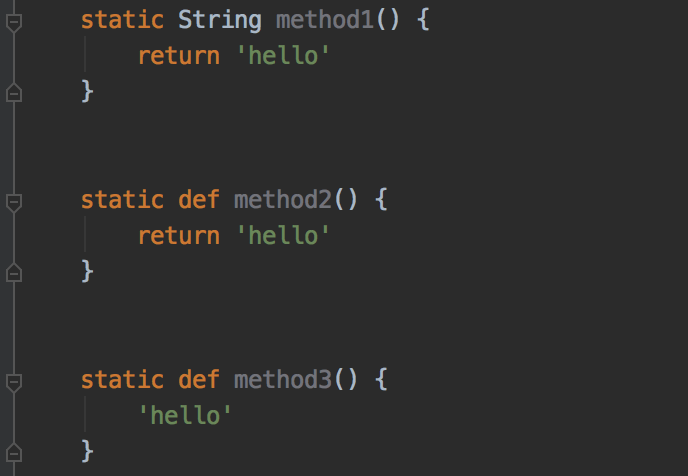 static String method1() {
return 'hello'
}
static def method2() {
return 'hello'
}
static def method3() {
'hello'
}